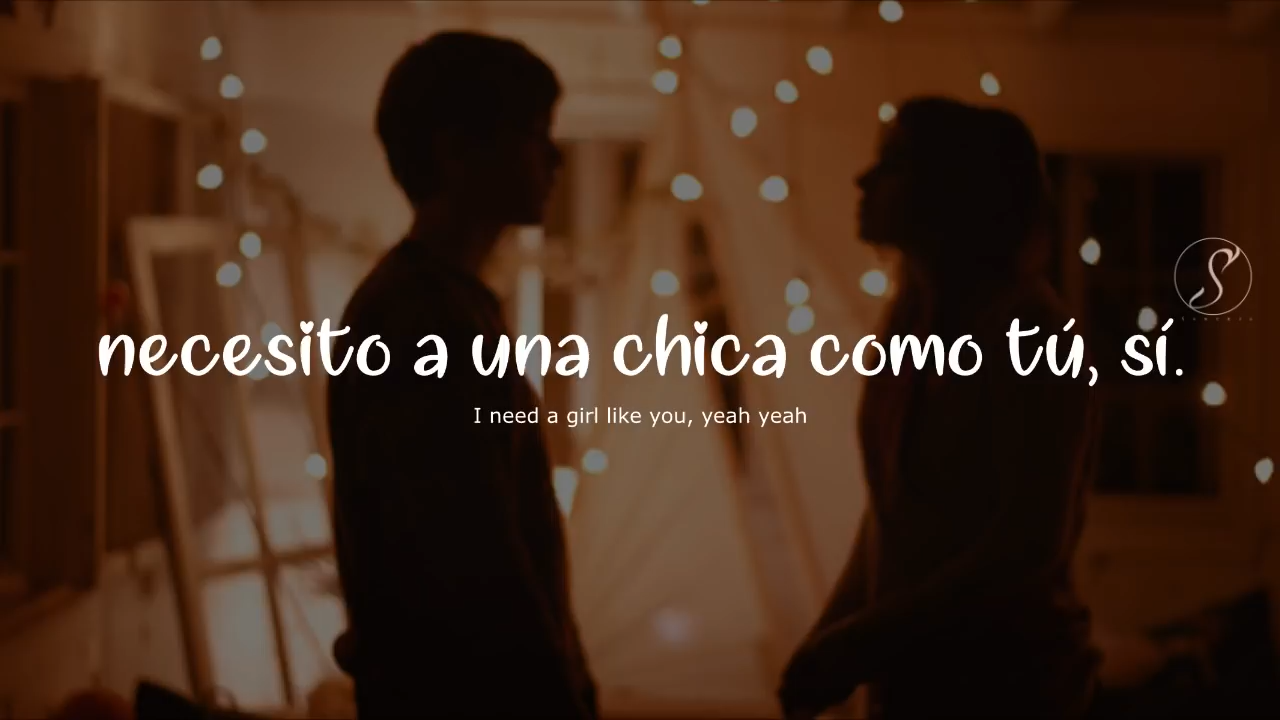 necesito a una chica como tú, sí.
I need a girl like you, yeah yeah